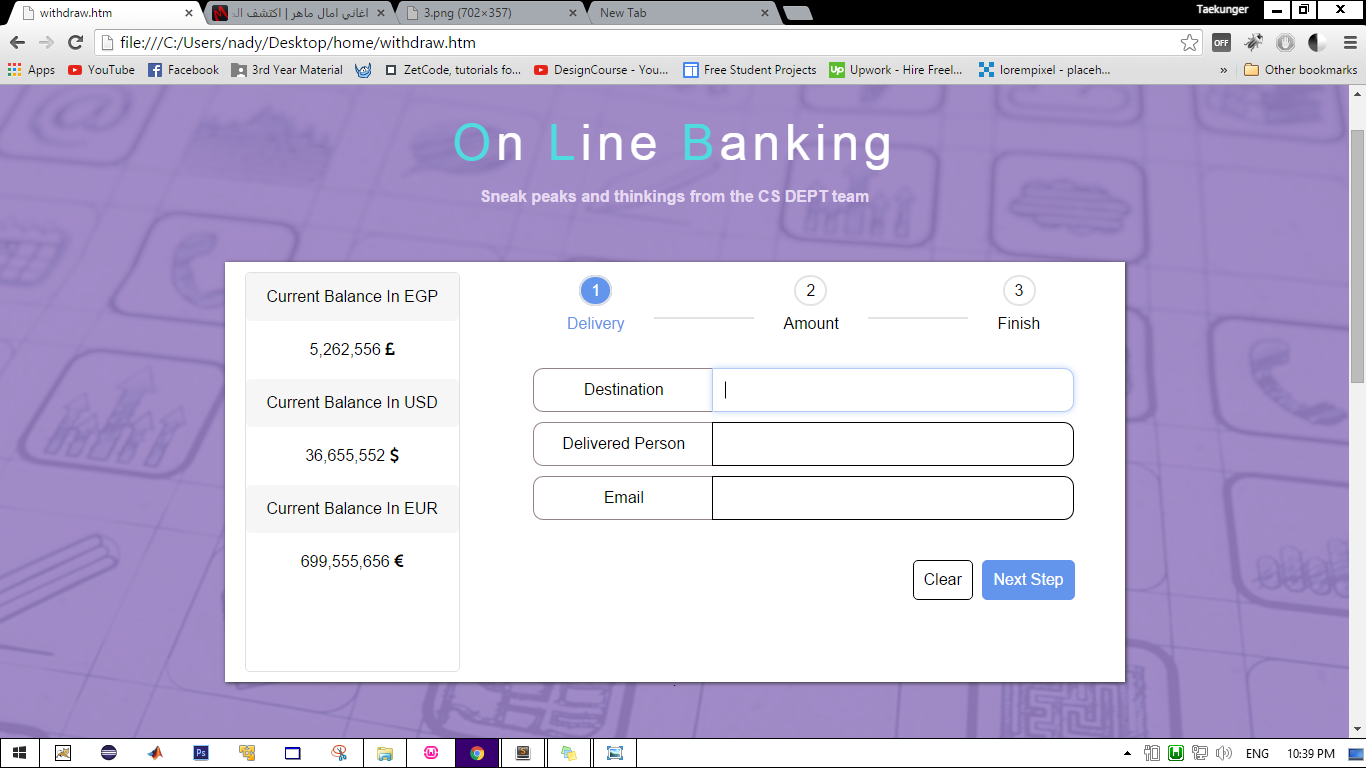 Taekunger
withdraw.htm
اغاني امال ماهر | اكتشف ال
3.png (702×357)
New Tab
file:///C:/Users/nady/Desktop/home/withdraw.htm
OFF
Apps
YouTube
Facebook
3rd Year Material
ZetCode, tutorials fo...
DesignCourse - You...
Free Student Projects
Up
Upwork - Hire Freel...
lorempixel - placeh...
»
Other bookmarks
On Line Banking
Sneak peaks and thinkings from the CS DEPT team
Current Balance In EGP
5,262,556 £
Current Balance In USD
36,655,552 $
Current Balance In EUR
699,555,656 €
1
2
3
Delivery
Amount
Finish
Destination
Delivered Person
Email
Clear
Next Step
Ps
ENG
10:39 PM